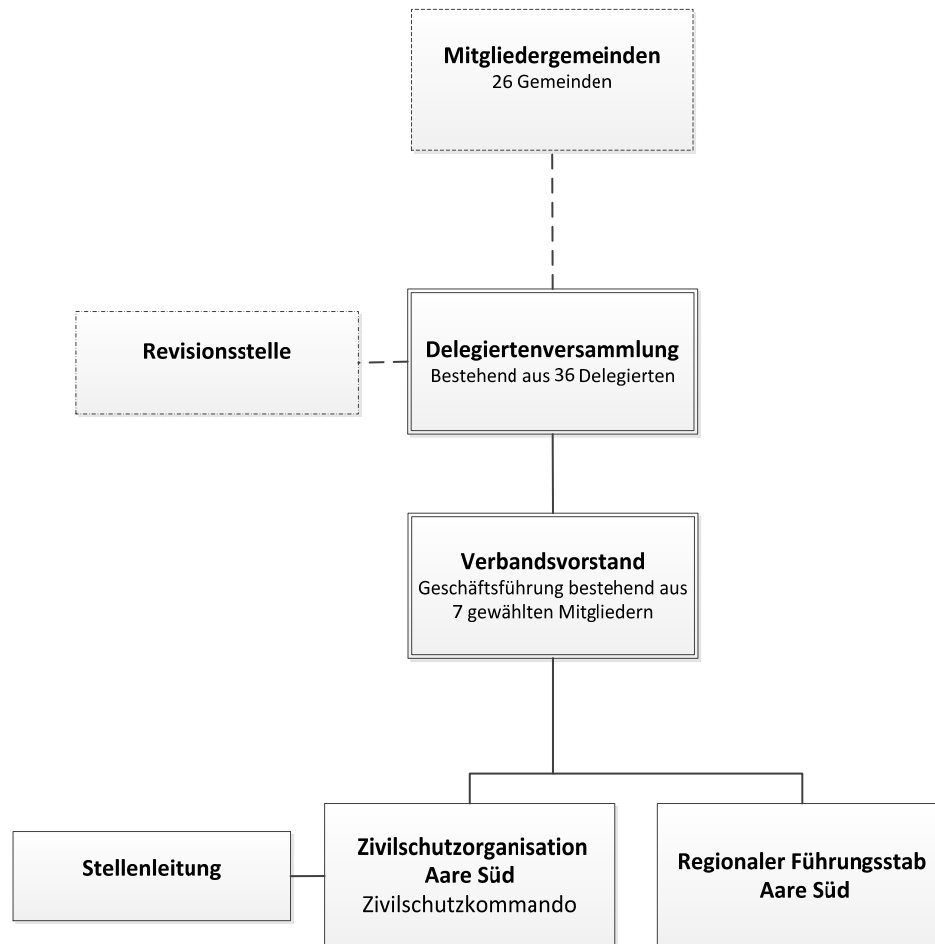 Mitgliedergemeinden
26 Gemeinden
Revisionsstelle
Delegiertenversammlung
Bestehend aus 36 Delegierten
Verbandsvorstand
Geschäftsführung bestehend aus
7 gewählten Mitgliedern
Stellenleitung
Zivilschutzorganisation
Aare Süd
Zivilschutzkommando
Regionaler Führungsstab
Aare Süd